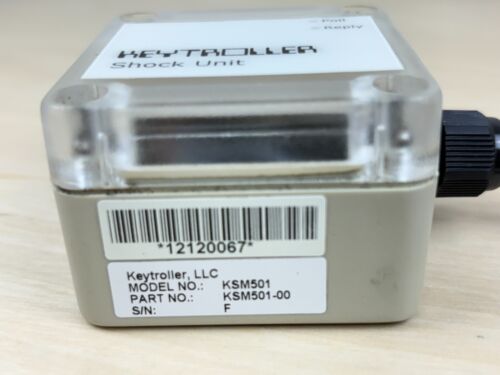 – Poll
– Reply
KEYTROLLER
Shock Unit
*12120067*
Keytroller, LLC
MODEL NO.: KSM501
PART NO.: KSM501-00
S/N: F